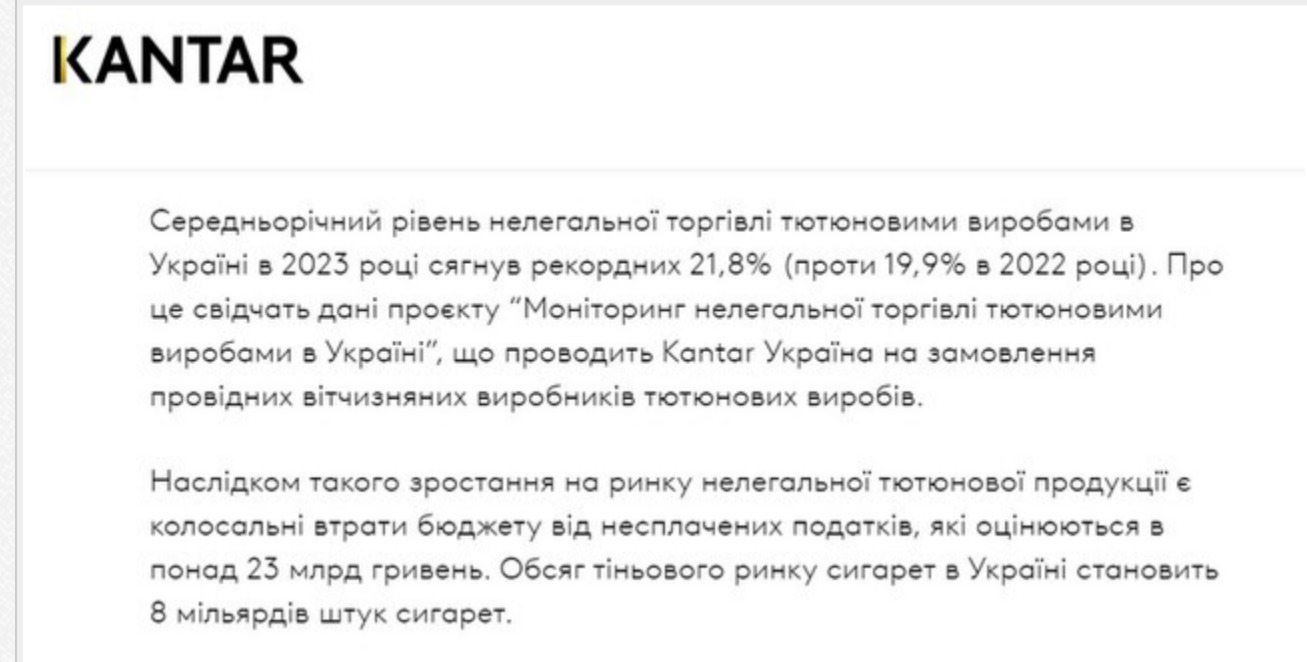 KANTAR
Середньорічний рівень нелегальної торгівлі тютюновими виробами в
Україні в 2023 році сягнув рекордних 21,8% (проти 19,9% в 2022 році). Про
це свідчать дані проєкту “Моніторинг нелегальної торгівлі тютюновими
виробами в Україні”, що проводить Kantar Україна на замовлення
провідних вітчизняних виробників тютюнових виробів.
Наслідком такого зростання на ринку нелегальної тютюнової продукції є
колосальні втрати бюджету від несплачених податків, які оцінюються в
понад 23 млрд гривень. Обсяг тіньового ринку сигарет в Україні становить
8 мільярдів штук сигарет.